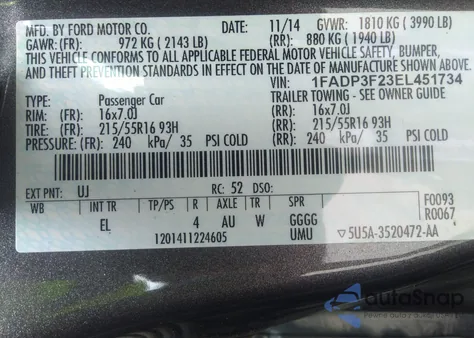 MFD. BY FORD MOTOR CO. 11/14 GVWR: 1810 KG ( 3990 LB)
GAWR: (FR) 972 KG ( 2143 LB) (RR) 880 KG ( 1940 LB)
THIS VEHICLE CONFORMS TO ALL APPLICABLE FEDERAL MOTOR VEHICLE SAFETY, BUMPER,
AND THEFT PREVENTION STANDARDS IN EFFECT ON THE DATE OF MANUFACTURE SHOWN ABOVE.
VIN: 1FADP3F23EL451734
TYPE: Passenger Car TRAILER TOWING - SEE OWNER GUIDE
RIM: (FR) 16x7.0J (RR) 16x7.0J
TIRE: (FR) 215/55R16 93H (RR) 215/55R16 93H
PRESSURE: (FR) 240 kPa/ 35 PSI COLD (RR) 240 kPa/ 35 PSI COLD
EXT PNT: UJ RC: 52 DSO: F0093
WB INT TR TP/PS R AXLE TR SPR R0067
EL 4 AU W GGGG
1201411224605 UMU ▽5U5A-3520472-AA
autoSnap